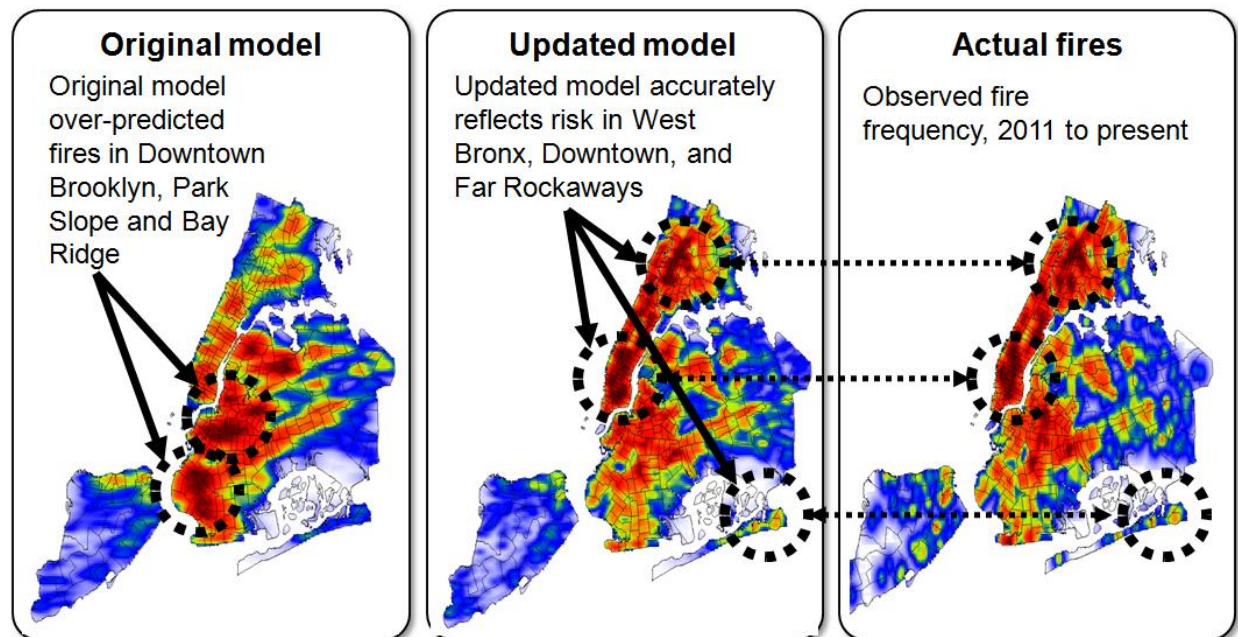 Original model
Original model
over-predicted
fires in Downtown
Brooklyn, Park
Slope and Bay
Ridge
Updated model
Updated model accurately
reflects risk in West
Bronx, Downtown, and
Far Rockaways
Actual fires
Observed fire
frequency, 2011 to present